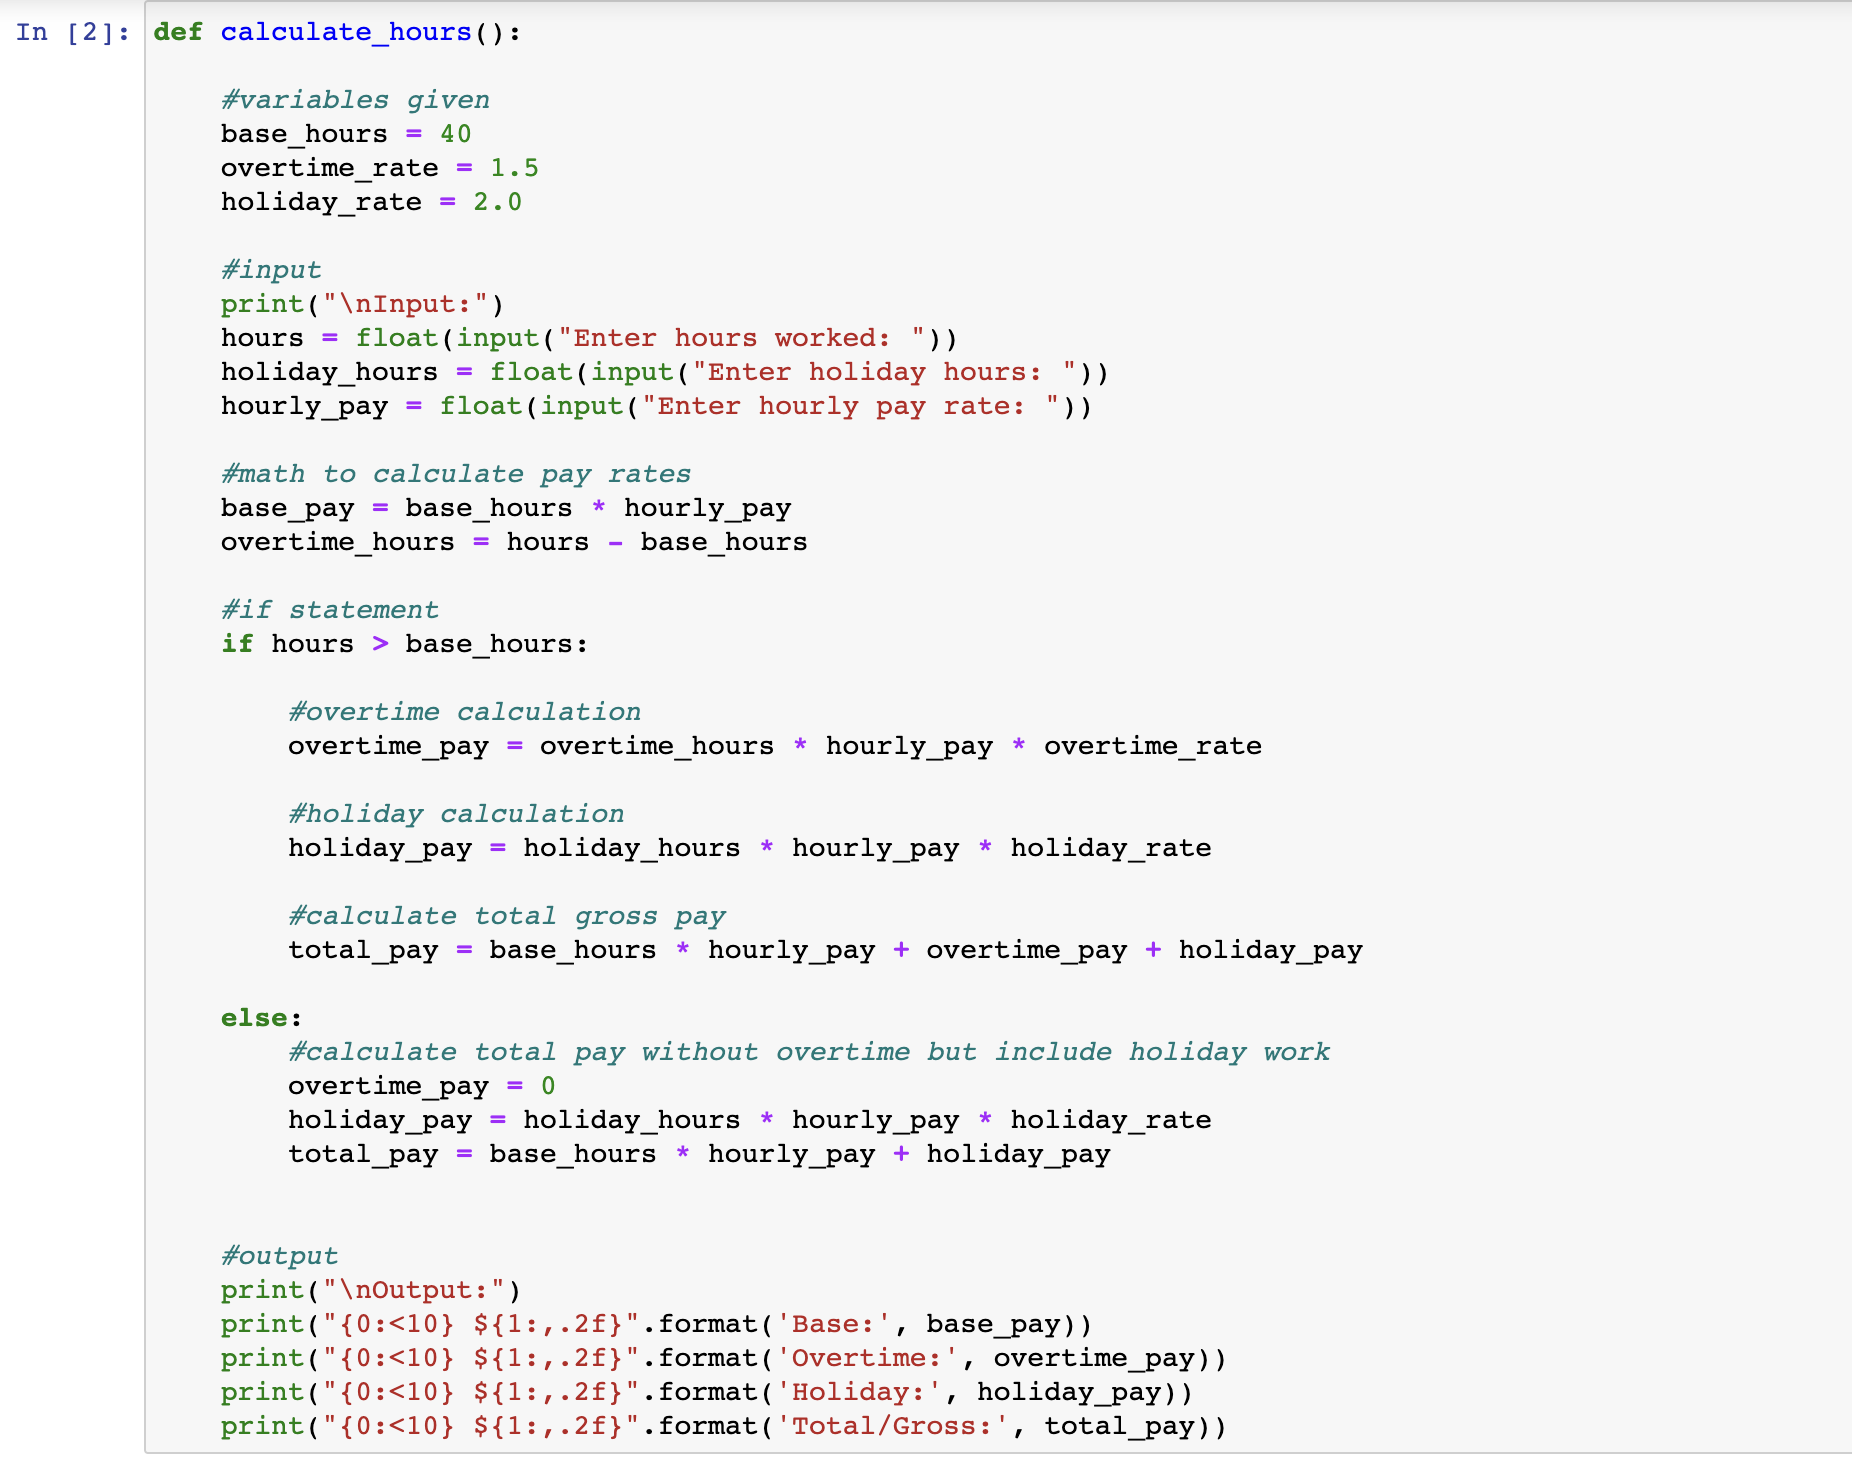 In [2]: def calculate_hours():
#variables given
base_hours = 40
overtime_rate = 1.5
holiday_rate = 2.0
#input
print("\nInput:")
hours = float(input("Enter hours worked: "))
holiday_hours = float(input("Enter holiday hours: "))
hourly_pay = float(input("Enter hourly pay rate: "))
#math to calculate pay rates
base_pay = base_hours * hourly_pay
overtime_hours = hours - base_hours
#if statement
if hours > base_hours:
#overtime calculation
overtime_pay = overtime_hours * hourly_pay * overtime_rate
#holiday calculation
holiday_pay = holiday_hours * hourly_pay * holiday_rate
#calculate total gross pay
total_pay = base_hours * hourly_pay + overtime_pay + holiday_pay
else:
#calculate total pay without overtime but include holiday work
overtime_pay = 0
holiday_pay = holiday_hours * hourly_pay * holiday_rate
total_pay = base_hours * hourly_pay + holiday_pay
#output
print("\nOutput:")
print("{0:<10} ${1:,.2f}".format('Base:', base_pay))
print("{0:<10} ${1:,.2f}".format('Overtime:', overtime_pay))
print("{0:<10} ${1:,.2f}".format('Holiday:', holiday_pay))
print("{0:<10} ${1:,.2f}".format('Total/Gross:', total_pay))